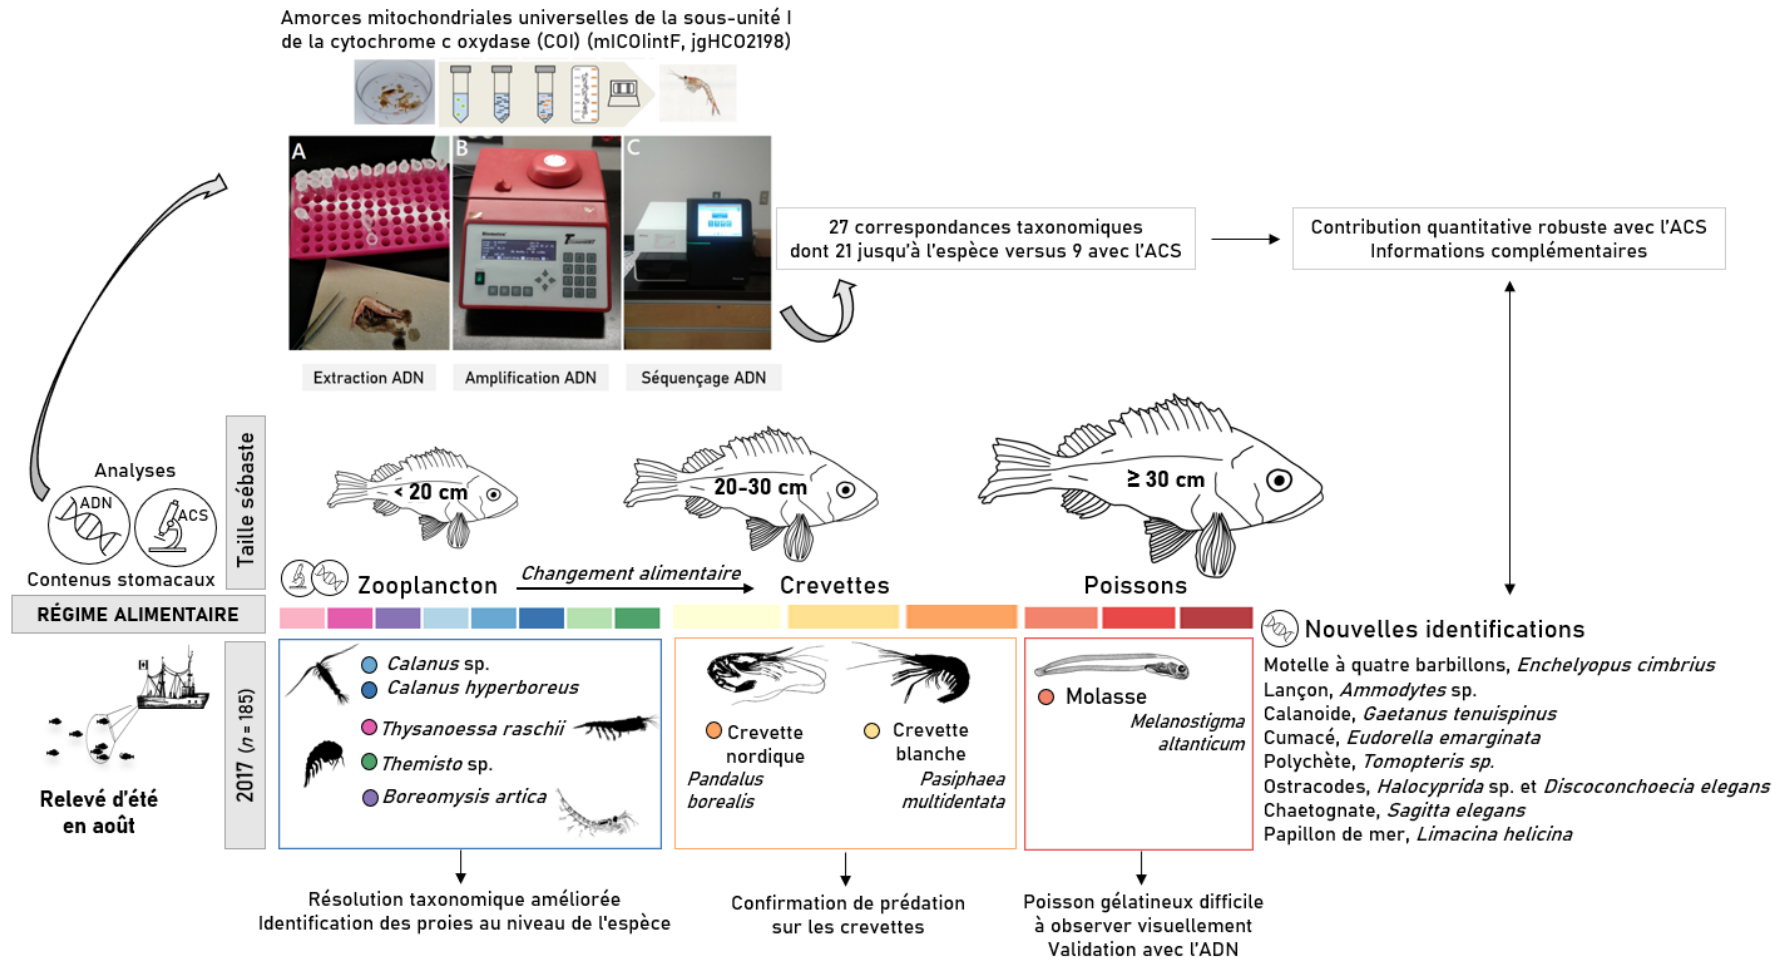 Amorces mitochondriales universelles de la sous-unité I
de la cytochrome c oxydase (COI) (mICOIintF, jgHCO2198)
A
B
C
Extraction ADN
Amplification ADN
Séquençage ADN
27 correspondances taxonomiques
dont 21 jusqu'à l'espèce versus 9 avec l'ACS
Contribution quantitative robuste avec l'ACS
Informations complémentaires
Analyses
ADN
ACS
Contenus stomacaux
Taille sébaste
< 20 cm
20-30 cm
≥ 30 cm
Zooplancton
Changement alimentaire
Crevettes
Poissons
RÉGIME ALIMENTAIRE
2017 (n = 185)
Relevé d'été
en août
Calanus sp.
Calanus hyperboreus
Thysanoessa raschii
Themisto sp.
Boreomysis artica
Crevette
nordique
Pandalus
borealis
Crevette
blanche
Pasiphaea
multidentata
Molasse
Melanostigma
altanticum
Nouvelles identifications
Motelle à quatre barbillons, Enchelyopus cimbrius
Lançon, Ammodytes sp.
Calanoide, Gaetanus tenuispinus
Cumacé, Eudorella emarginata
Polychète, Tomopteris sp.
Ostracodes, Halocyprida sp. et Discoconchoecia elegans
Chaetognate, Sagitta elegans
Papillon de mer, Limacina helicina
Résolution taxonomique améliorée
Identification des proies au niveau de l'espèce
Confirmation de prédation
sur les crevettes
Poisson gélatineux difficile
à observer visuellement
Validation avec l'ADN